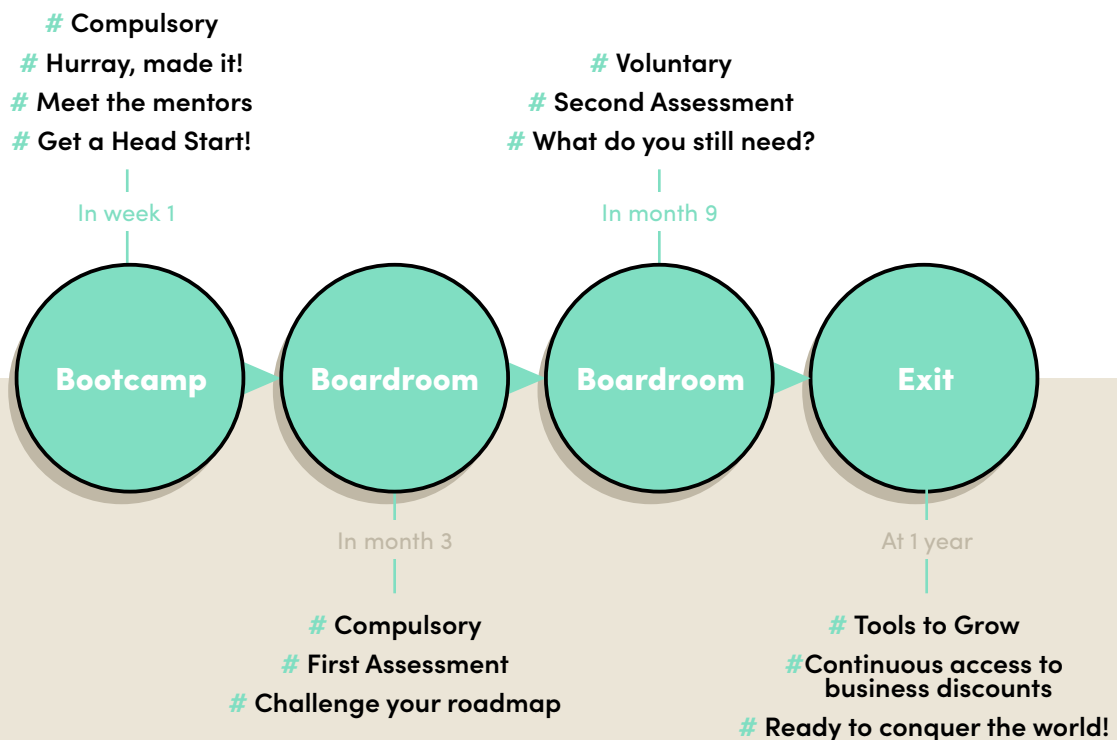 # Compulsory
# Hurray, made it!
# Meet the mentors
# Get a Head Start!
In week 1
# Voluntary
# Second Assessment
# What do you still need?
In month 9
Bootcamp
Boardroom
Boardroom
Exit
In month 3
# Compulsory
# First Assessment
# Challenge your roadmap
At 1 year
# Tools to Grow
#Continuous access to
business discounts
# Ready to conquer the world!